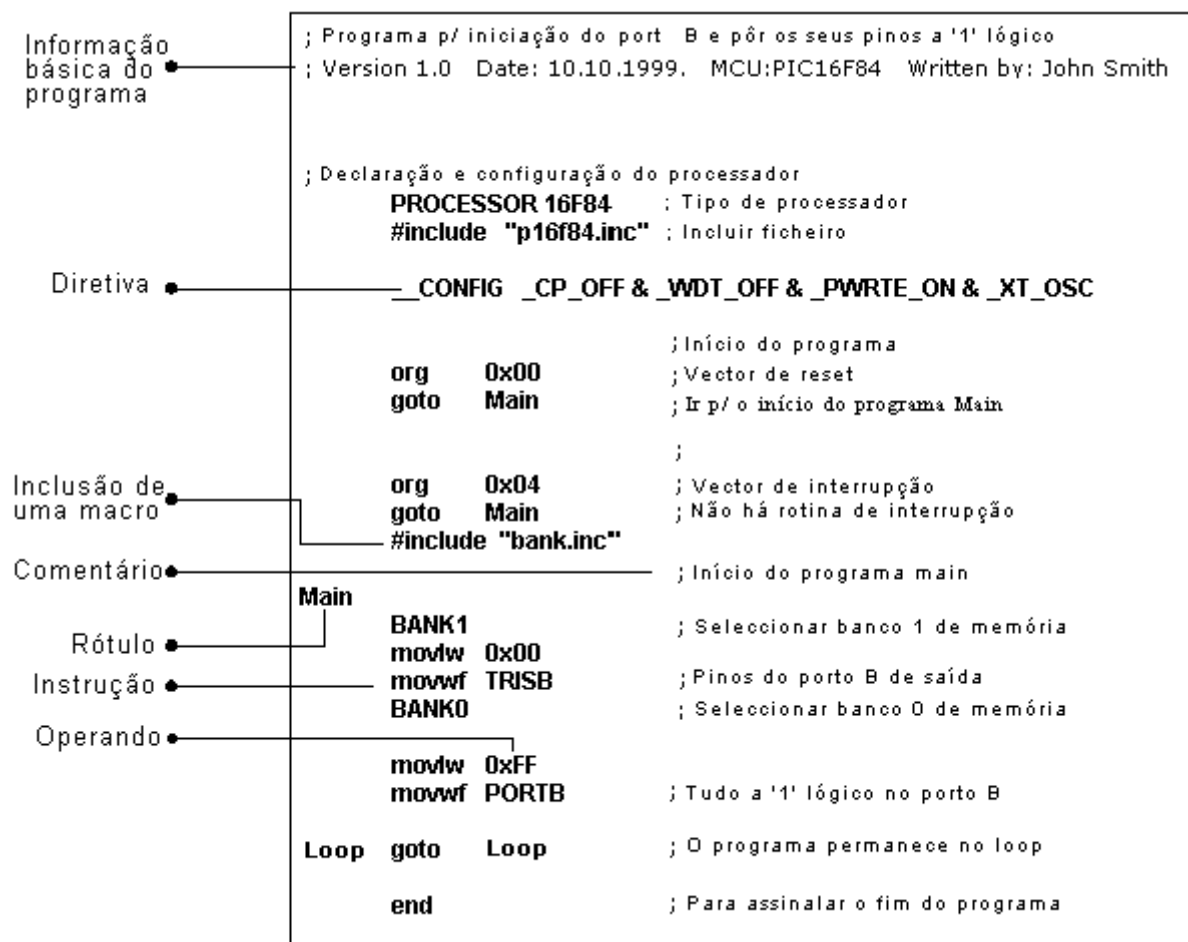 Informação
básica do
programa
; Programa p/ iniciação do port B e pôr os seus pinos a '1' lógico
; Version 1.0 Date: 10.10.1999. MCU:PIC16F84 Written by: John Smith
; Declaração e configuração do processador
PROCESSOR 16F84 ; Tipo de processador
#include "p16f84.inc" ; Incluir ficheiro
Diretiva
__CONFIG _CP_OFF & _WDT_OFF & _PWRTE_ON & _XT_OSC
; Início do programa
org 0x00 ; Vector de reset
goto Main ; Ir p/ o início do programa Main
;
Inclusão de
uma macro
org 0x04 ; Vector de interrupção
goto Main ; Não há rotina de interrupção
#include "bank.inc"
Comentário
; Início do programa main
Main
Rótulo
BANK1 ; Seleccionar banco 1 de memória
movlw 0x00
Instrução
movwf TRISB ; Pinos do porto B de saída
BANK0 ; Seleccionar banco 0 de memória
Operando
movlw 0xFF
movwf PORTB ; Tudo a '1' lógico no porto B
Loop goto Loop ; O programa permanece no loop
end ; Para assinalar o fim do programa